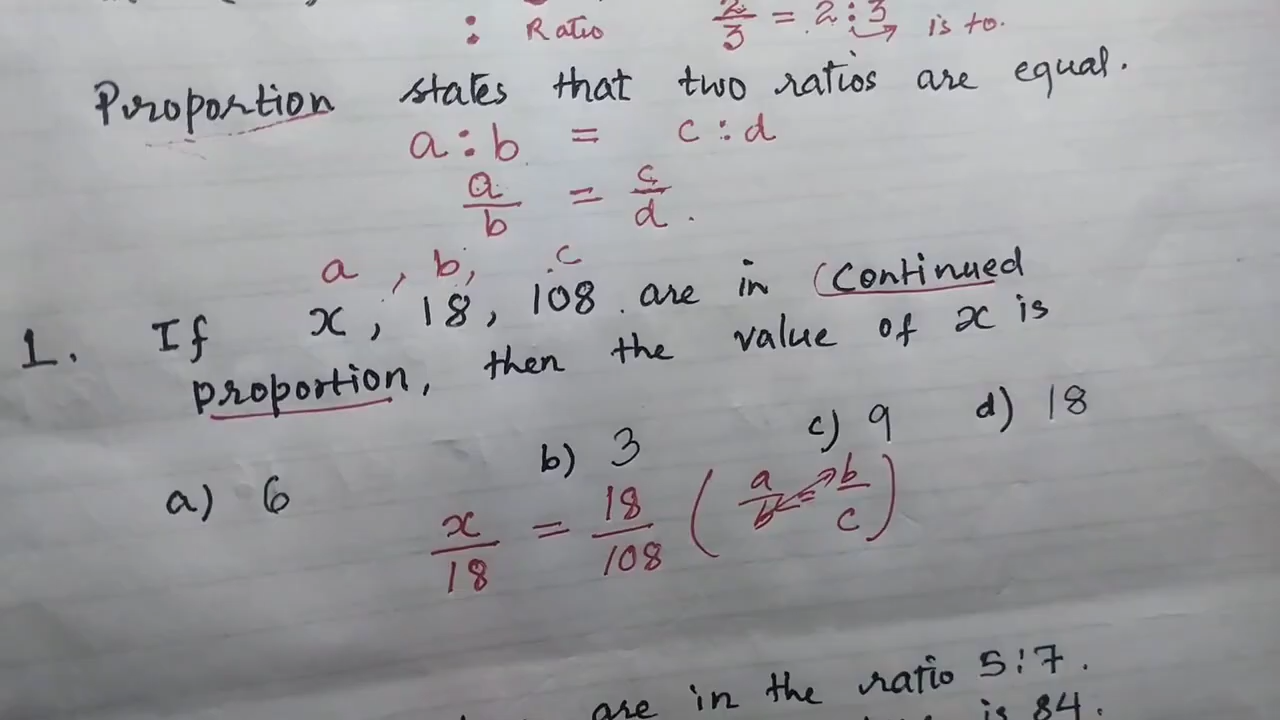 : Ratio 2/3 = 2:3 is to.
Proportion states that two ratios are equal.
a:b = c:d
a/b = c/d.
a, b, c
1. If x, 18, 108 are in continued
proportion, then the value of x is
a) 6 b) 3 c) 9 d) 18
x/18 = 18/108 (a/b = b/c)
are in the ratio 5:7.
is 84.